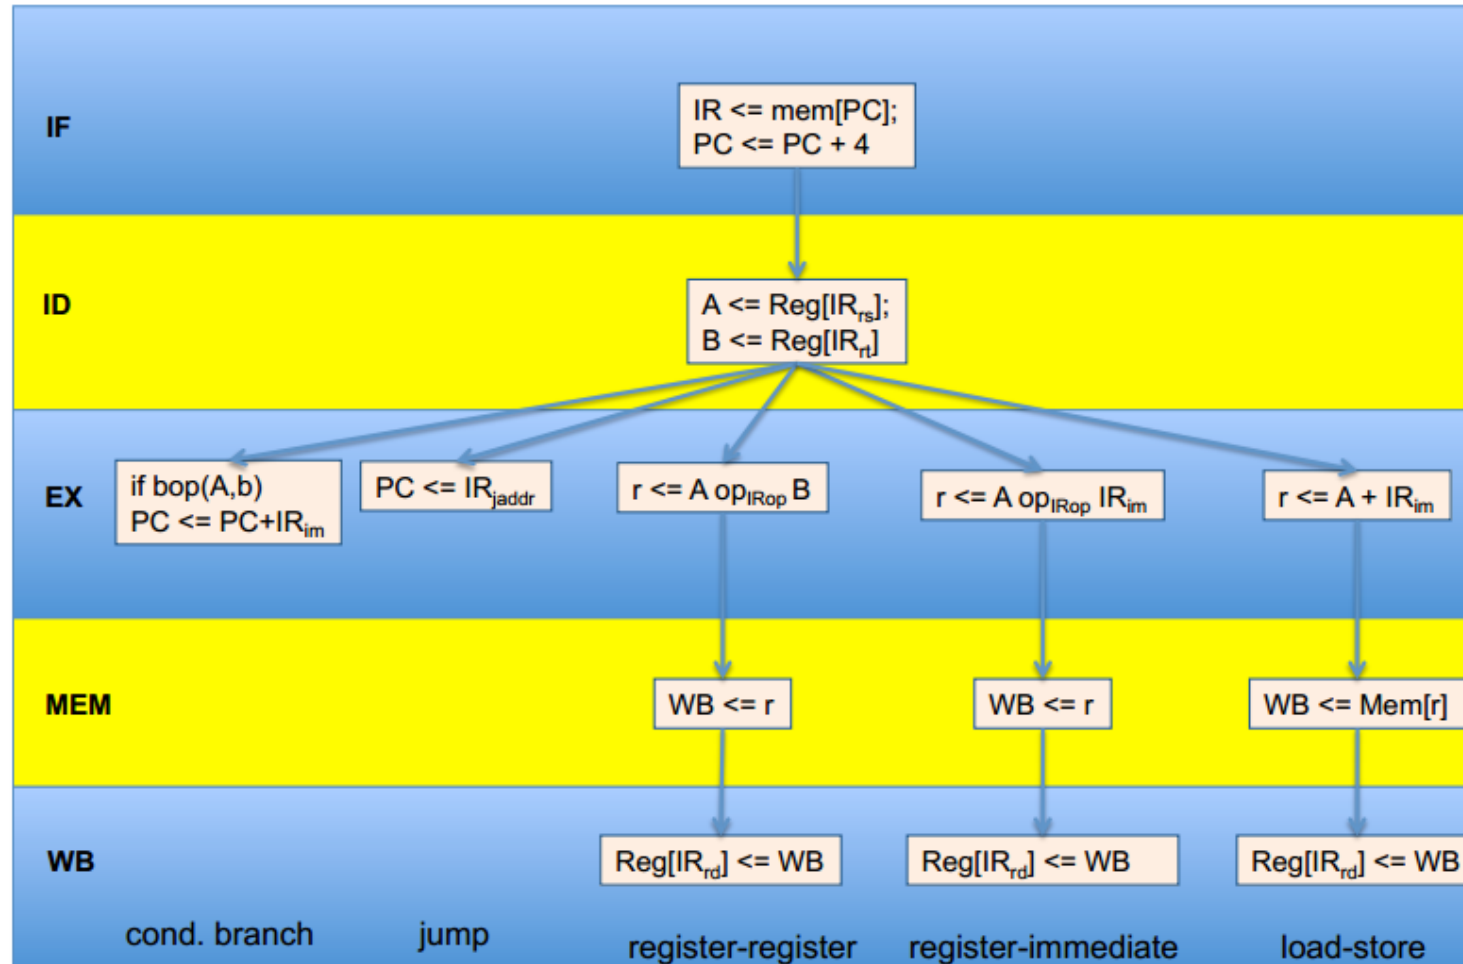 IF
IR <= mem[PC];
PC <= PC + 4
ID
A <= Reg[IRrs];
B <= Reg[IRrt]
EX
if bop(A,b)
PC <= PC+IRim
PC <= IRjaddr
r <= A opIRop B
r <= A opIRop IRim
r <= A + IRim
MEM
WB <= r
WB <= r
WB <= Mem[r]
WB
Reg[IRrd] <= WB
Reg[IRrd] <= WB
Reg[IRrd] <= WB
cond. branch
jump
register-register
register-immediate
load-store